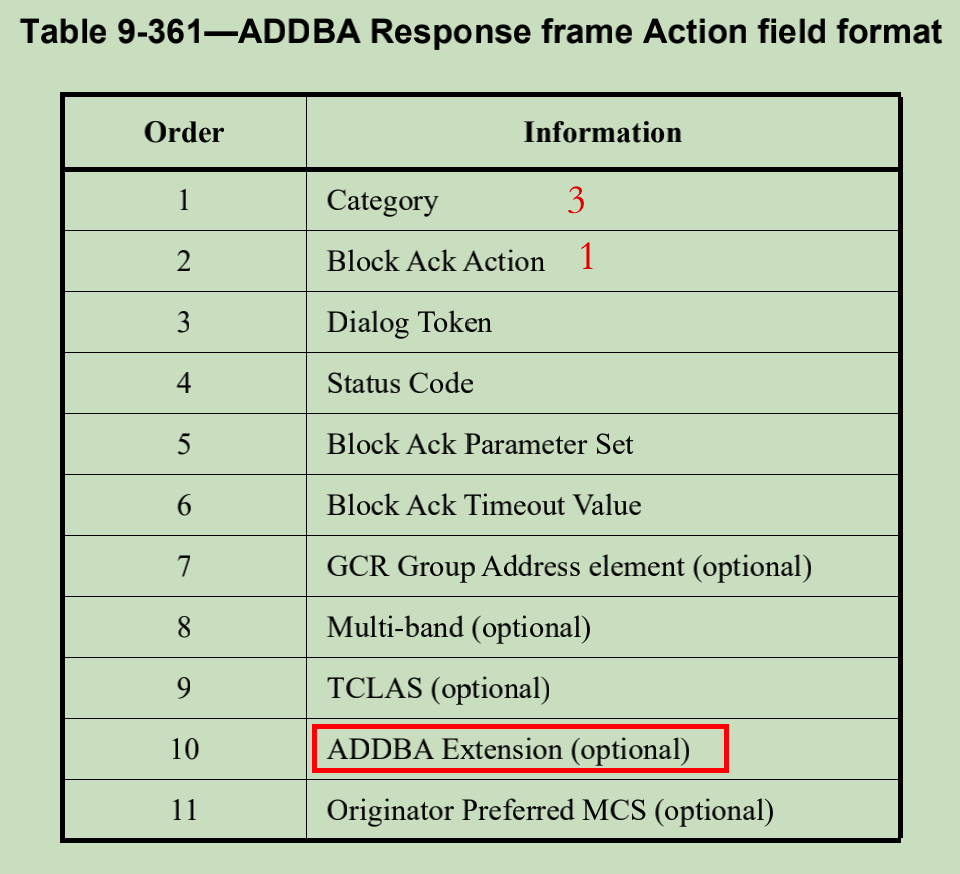 Table 9-361—ADDBA Response frame Action field format
Order Information
1 Category 3
2 Block Ack Action 1
3 Dialog Token
4 Status Code
5 Block Ack Parameter Set
6 Block Ack Timeout Value
7 GCR Group Address element (optional)
8 Multi-band (optional)
9 TCLAS (optional)
10 ADDBA Extension (optional)
11 Originator Preferred MCS (optional)